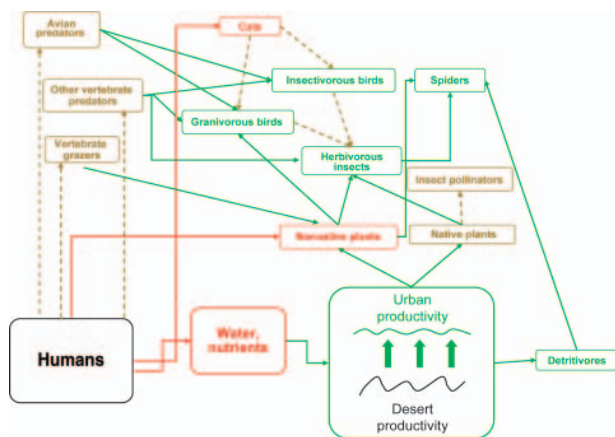 Avian
predators
Cats
Other vertebrate
predators
Insectivorous birds
Spiders
Granivorous birds
Vertebrate
grazers
Herbivorous
insects
Insect pollinators
Nonnative plants
Native plants
Urban
productivity
Humans
Water,
nutrients
Detritivores
Desert
productivity